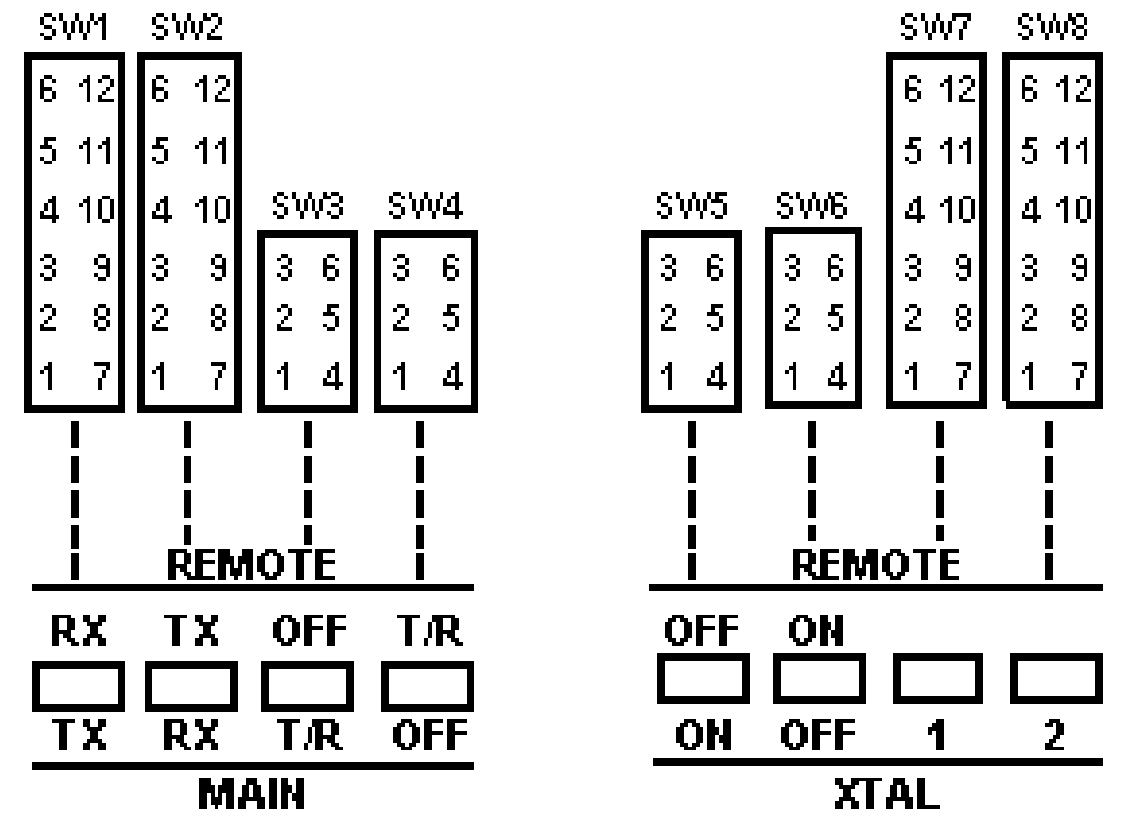 SW1 SW2 SW7 SW8
6 12 6 12 6 12 6 12
5 11 5 11 5 11 5 11
SW3 SW4 SW5 SW6
4 10 4 10 4 10 4 10
3 9 3 9 3 6 3 6 3 6 3 6 3 9 3 9
2 8 2 8 2 5 2 5 2 5 2 5 2 8 2 8
1 7 1 7 1 4 1 4 1 4 1 4 1 7 1 7
REMOTE REMOTE
RX TX OFF T/R OFF ON
TX RX T/R OFF ON OFF 1 2
MAIN XTAL